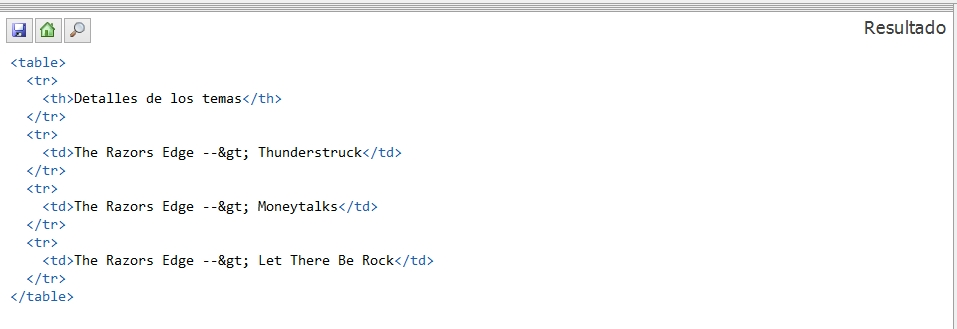 Resultado
<table>
<tr>
<th>Detalles de los temas</th>
</tr>
<tr>
<td>The Razors Edge --&gt; Thunderstruck</td>
</tr>
<tr>
<td>The Razors Edge --&gt; Moneytalks</td>
</tr>
<tr>
<td>The Razors Edge --&gt; Let There Be Rock</td>
</tr>
</table>